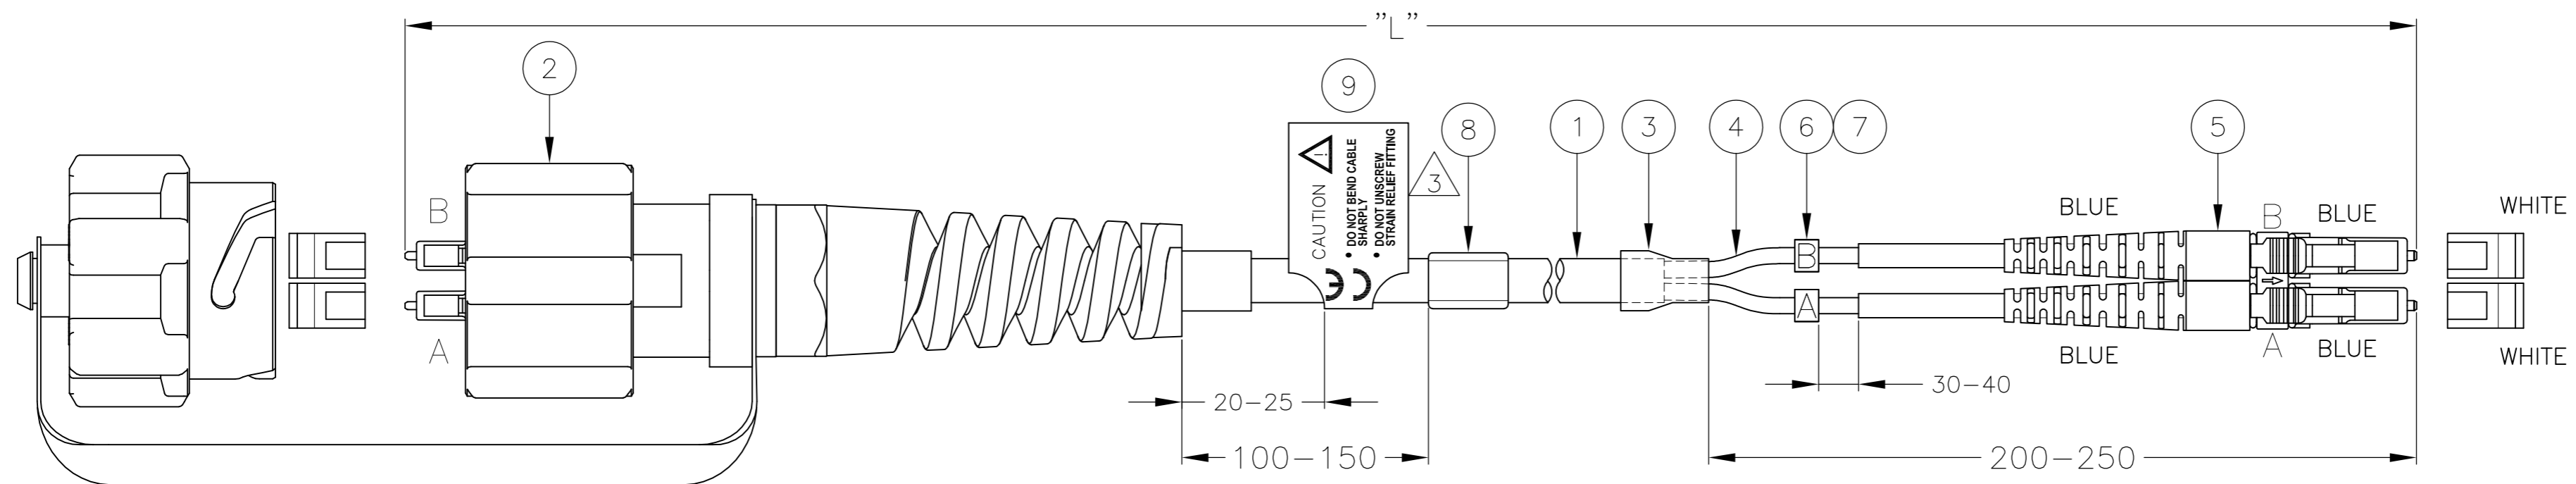 "L"
2
9
8
1
3
4
6
7
5
CAUTION
• DO NOT BEND CABLE
SHARPLY
• DO NOT UNSCREW
STRAIN RELIEF FITTING
CE
3
B
A
B
A
BLUE
B
BLUE
WHITE
BLUE
A
BLUE
WHITE
20-25
30-40
100-150
200-250